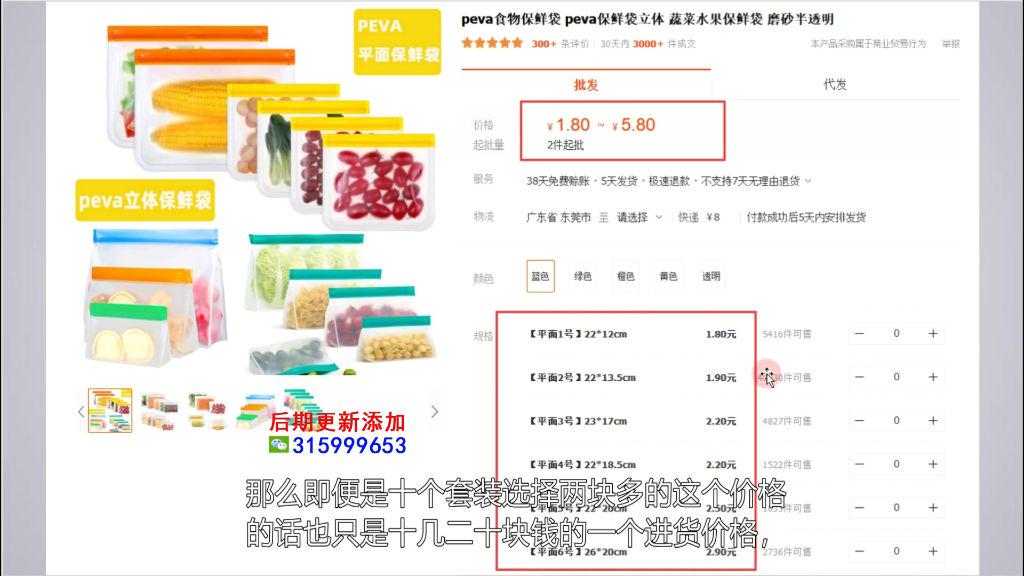 PEVA
平面保鲜袋
peva立体保鲜袋
peva食物保鲜袋 peva保鲜袋立体 蔬菜水果保鲜袋 磨砂半透明
300+ 条评价 30天内 3000+ 件成交
本产品采购属于商业贸易行为 举报
批发 代发
价格 ¥1.80 ~ ¥5.80
起批量 2件起批
服务 38天免费赊账·5天发货·极速退款·不支持7天无理由退货
物流 广东省 东莞市 至 请选择 快递 ¥8 付款成功后5天内安排发货
颜色 蓝色 绿色 橙色 黄色 透明
规格 【平面1号】22*12cm 1.80元 5416件可售 — 0 +
【平面2号】22*13.5cm 1.90元 件可售 — 0 +
【平面3号】23*17cm 2.20元 4827件可售 — 0 +
【平面4号】22*18.5cm 2.20元 1522件可售 — 0 +
2.50元 件可售 — 0 +
【平面6号】26*20cm 2.90元 2736件可售 — 0 +
后期更新添加
315999653
那么即便是十个套装选择两块多的这个价格
的话也只是十几二十块钱的一个进货价格,